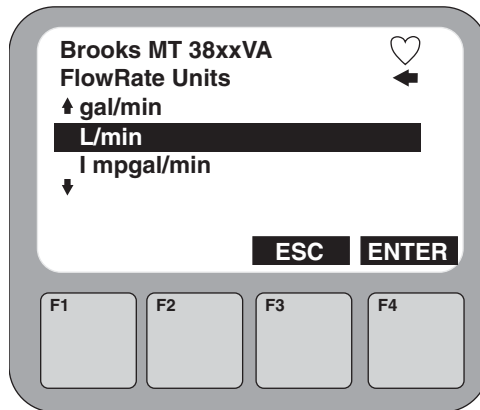 Brooks MT 38xxVA
FlowRate Units
gal/min
L/min
I mpgal/min
ESC ENTER
F1 F2 F3 F4